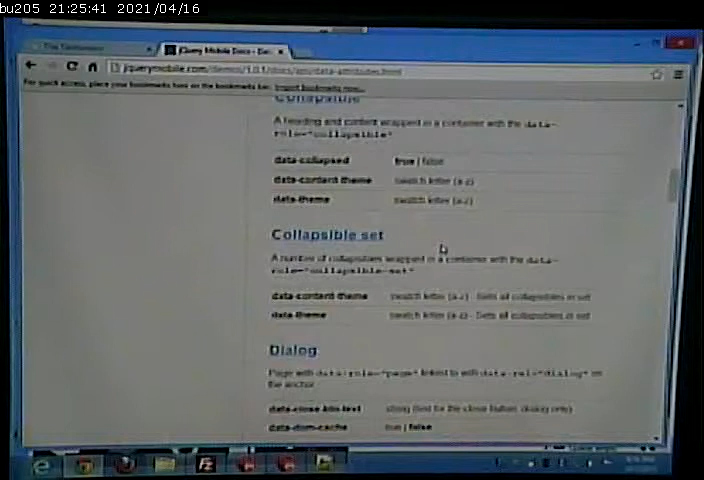 bu205 21:25:41 2021/04/16
jQuery Mobile Docs - Da
jquerymobile.com/demos/1.0.1/docs/api/data-attributes.html
For quick access, place your bookmarks here on the bookmarks bar. Import bookmarks now...
Collapsible
A heading and content wrapped in a container with the data-
role="collapsible"
data-collapsed true | false
data-content-theme swatch letter (a-z)
data-theme swatch letter (a-z)
Collapsible set
A number of collapsibles wrapped in a container with the data-
role="collapsible-set"
data-content-theme swatch letter (a-z) - Sets all collapsibles in set
data-theme swatch letter (a-z) - Sets all collapsibles in set
Dialog
Page with data-role="page" linked to with data-rel="dialog" on
the anchor.
data-close-btn-text string (text for the close button, dialog only)
data-dom-cache true | false